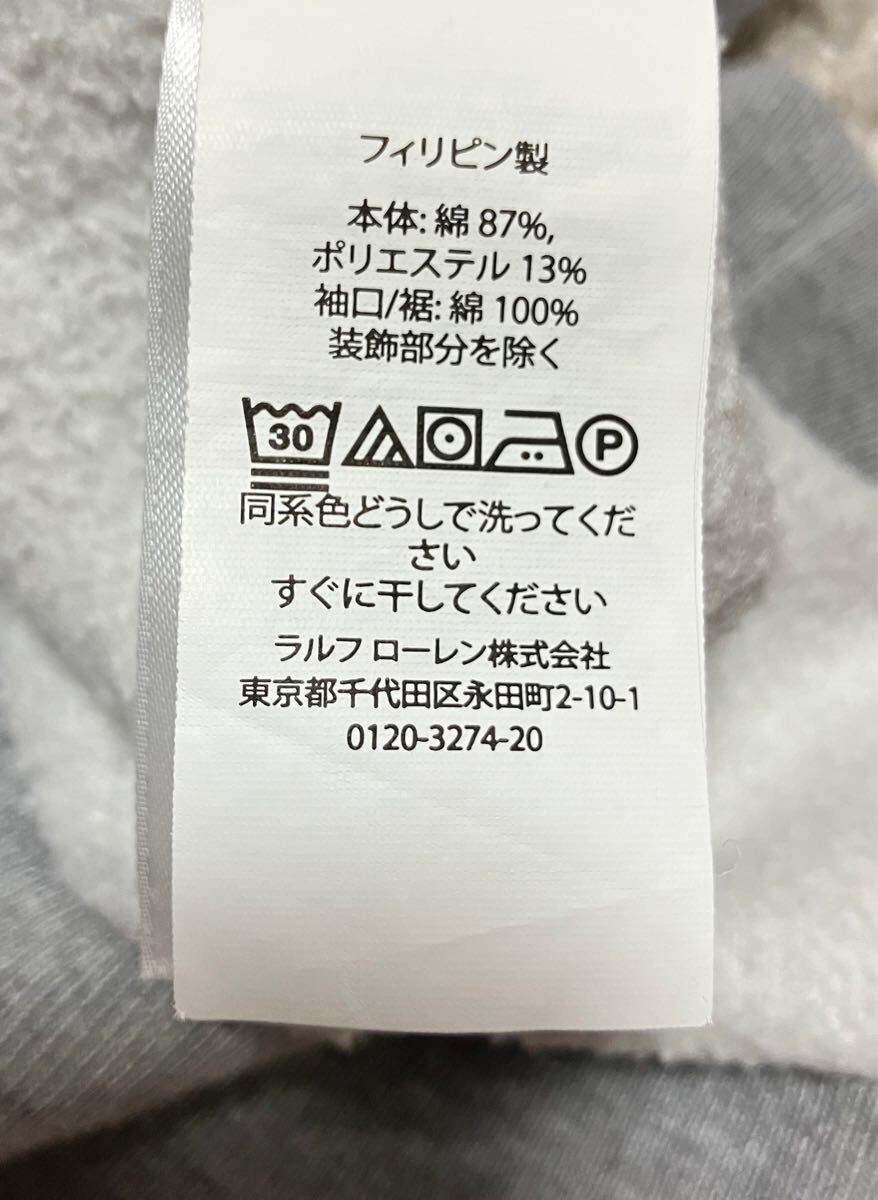 フィリピン製
本体: 綿 87%,
ポリエステル 13%
袖口/裾: 綿 100%
装飾部分を除く
30 P
同系色どうしで洗ってくだ
さい
すぐに干してください
ラルフ ローレン株式会社
東京都千代田区永田町2-10-1
0120-3274-20